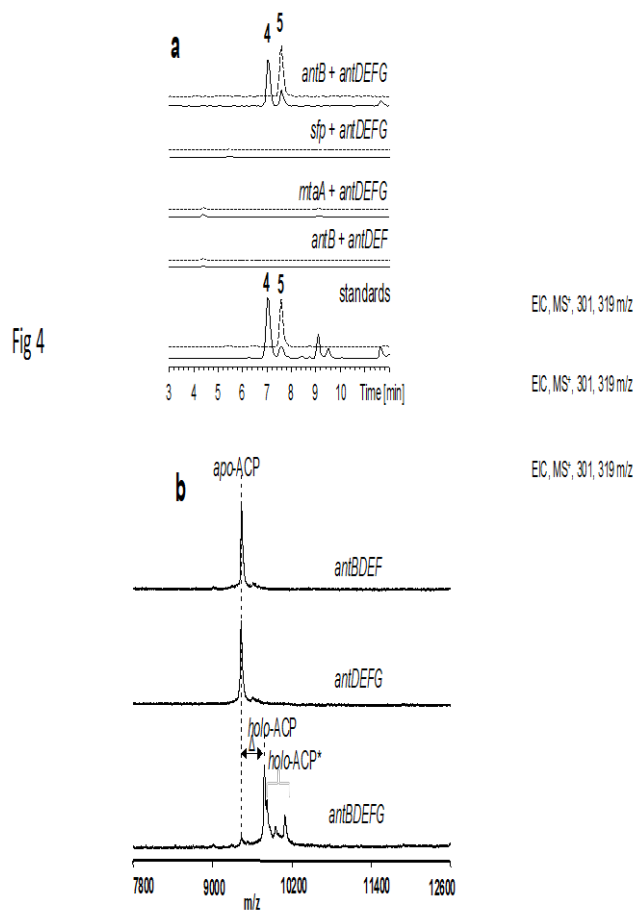 a
4 5
antB + antDEFG
sfp + antDEFG
mtaA + antDEFG
antB + antDEF
4 5
standards
EIC, MS⁺, 301, 319 m/z
Fig 4
3 4 5 6 7 8 9 10 Time [min]
EIC, MS⁺, 301, 319 m/z
b
apo-ACP
EIC, MS⁺, 301, 319 m/z
antBDEF
antDEFG
holo-ACP
Δ
holo-ACP*
antBDEFG
7800 9000 10200 11400 12600
m/z